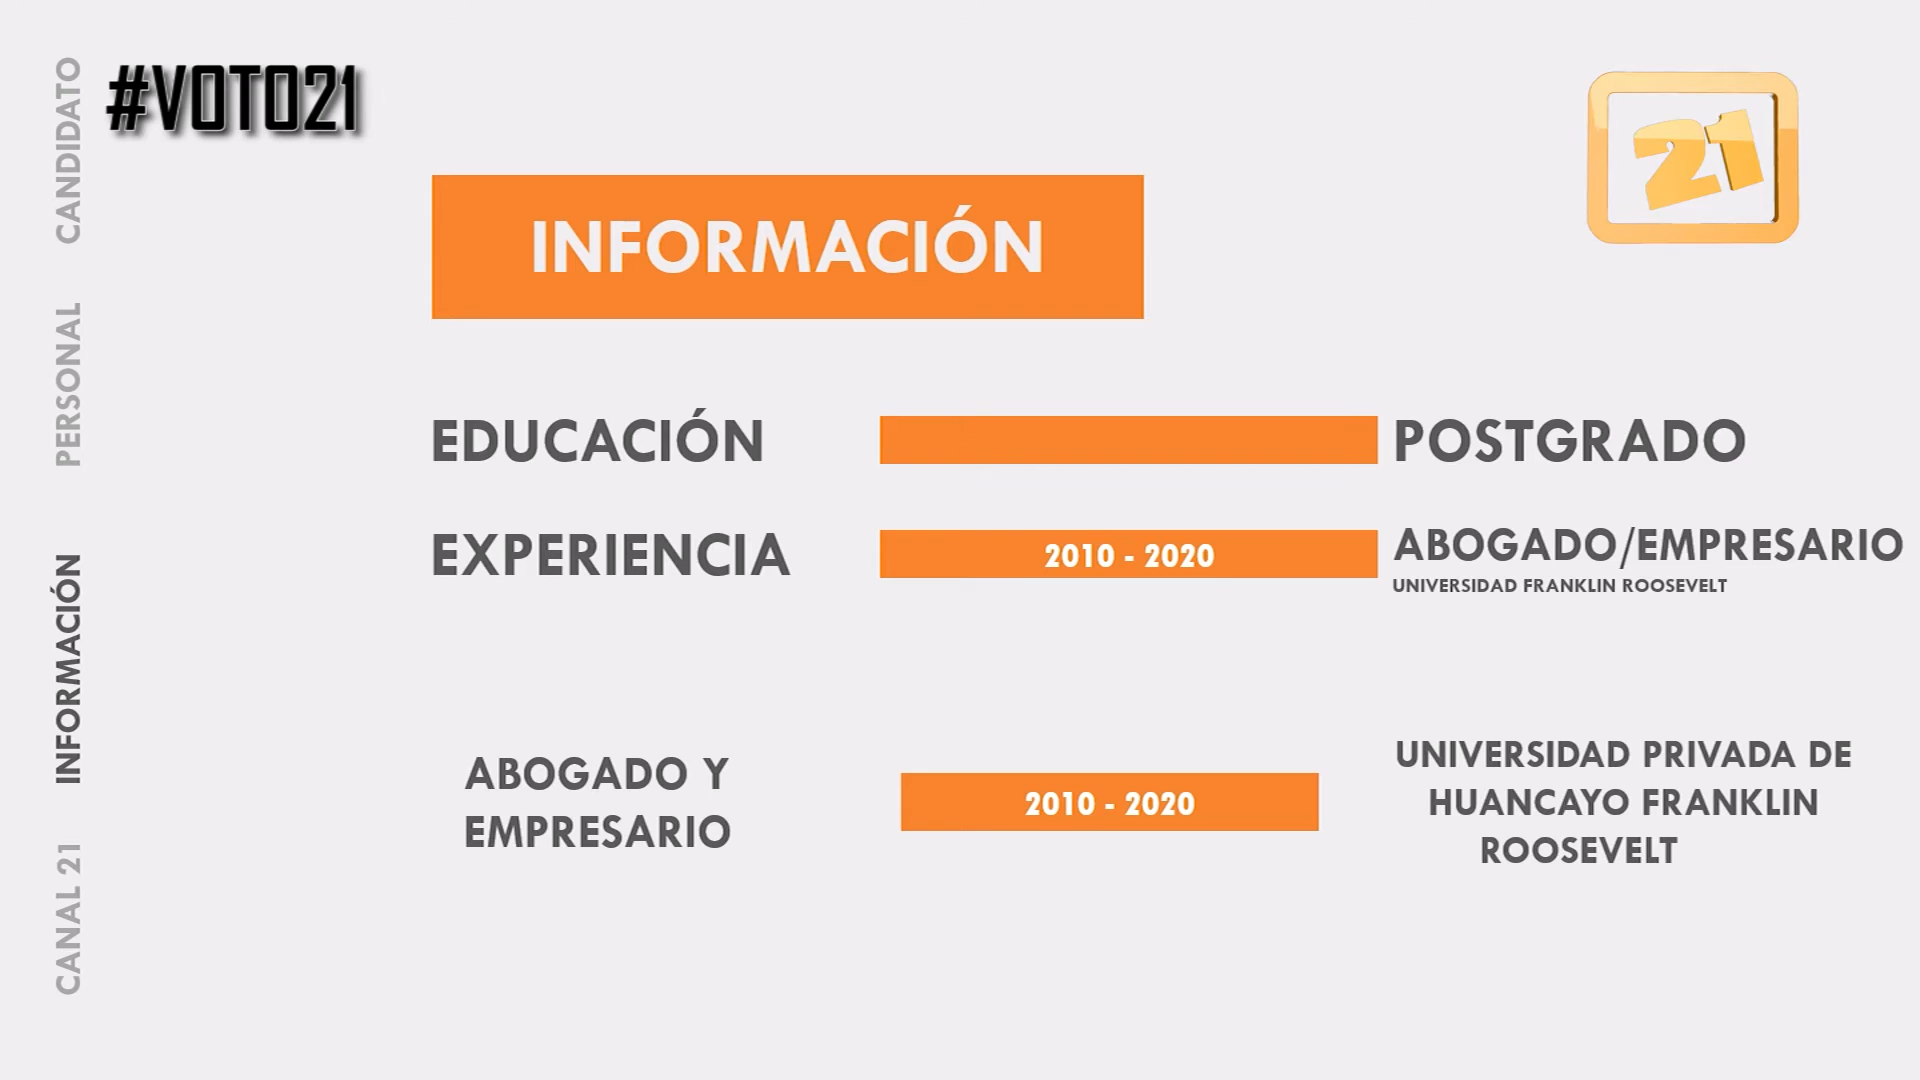 #VOTO21
21
CANDIDATO
PERSONAL
INFORMACIÓN
CANAL 21
INFORMACIÓN
EDUCACIÓN
POSTGRADO
EXPERIENCIA
2010 - 2020
ABOGADO/EMPRESARIO
UNIVERSIDAD FRANKLIN ROOSEVELT
ABOGADO Y
EMPRESARIO
2010 - 2020
UNIVERSIDAD PRIVADA DE
HUANCAYO FRANKLIN
ROOSEVELT